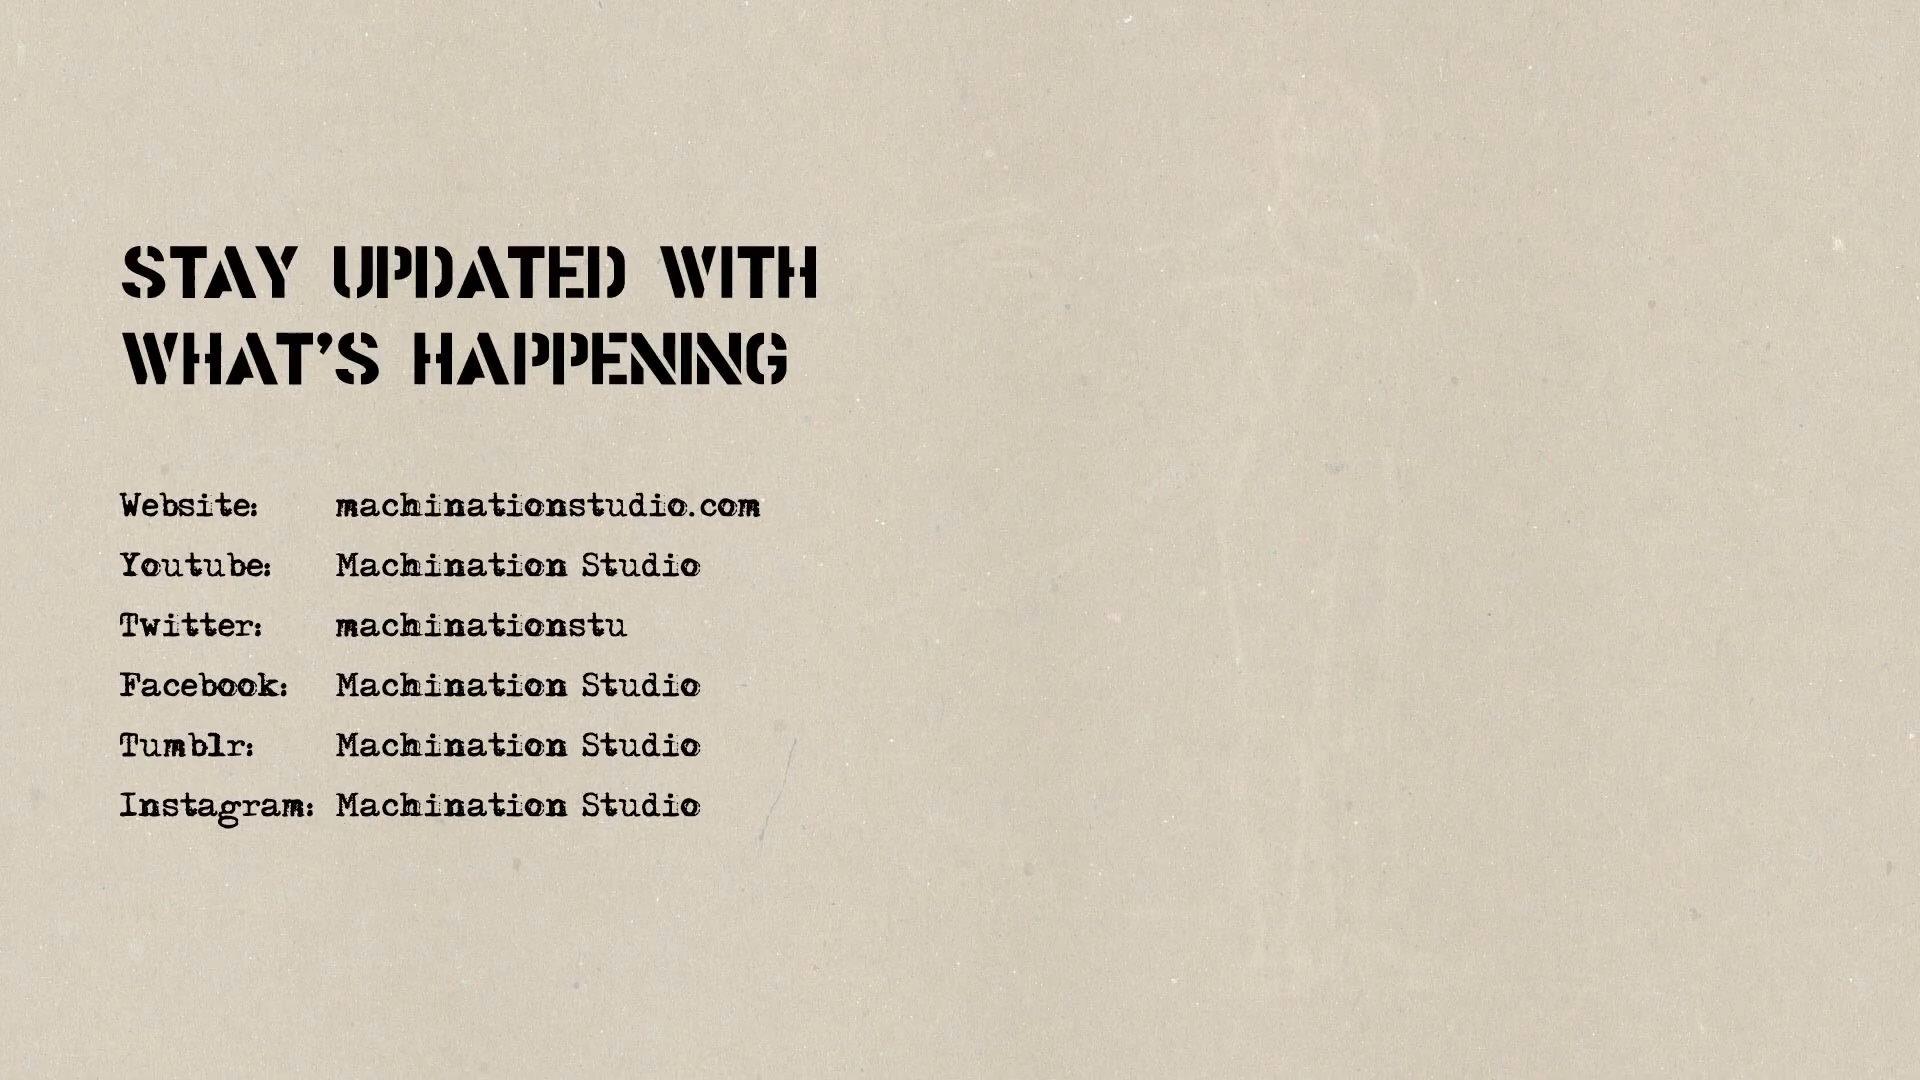 STAY UPDATED WITH
WHAT'S HAPPENING
Website: machinationstudio.com
Youtube: Machination Studio
Twitter: machinationstu
Facebook: Machination Studio
Tumblr: Machination Studio
Instagram: Machination Studio